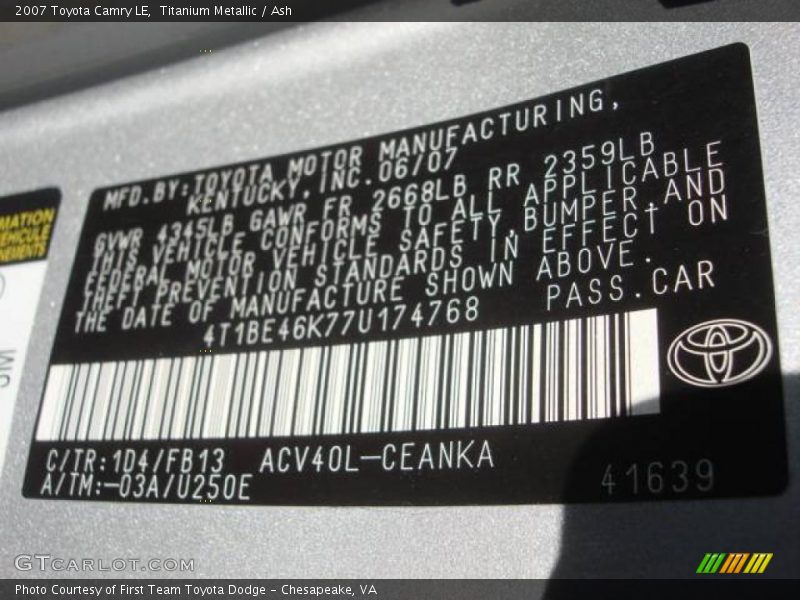 2007 Toyota Camry LE,  Titanium Metallic / Ash
MFD.BY:TOYOTA MOTOR MANUFACTURING,
KENTUCKY,INC.06/07
GVWR 4345LB GAWR FR 2668LB RR 2359LB
THIS VEHICLE CONFORMS TO ALL APPLICABLE
FEDERAL MOTOR VEHICLE SAFETY,BUMPER,AND
THEFT PREVENTION STANDARDS IN EFFECT ON
THE DATE OF MANUFACTURE SHOWN ABOVE.
4T1BE46K77U174768 PASS.CAR
C/TR:1D4/FB13 ACV40L-CEANKA
A/TM:-03A/U250E
41639
GTCARLOT.COM
Photo Courtesy of First Team Toyota Dodge - Chesapeake, VA